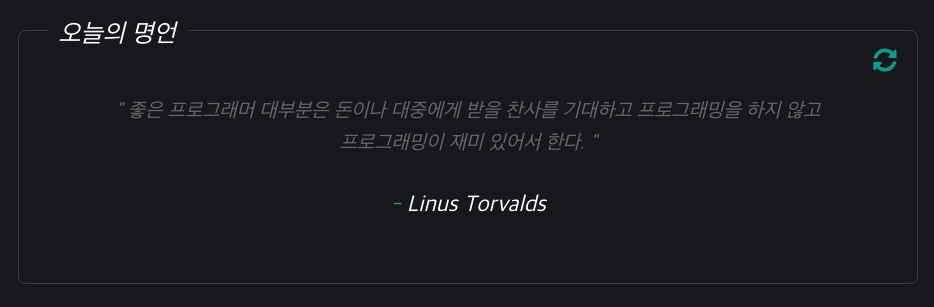 오늘의 명언
" 좋은 프로그래머 대부분은 돈이나 대중에게 받을 찬사를 기대하고 프로그래밍을 하지 않고
프로그래밍이 재미 있어서 한다. "
- Linus Torvalds